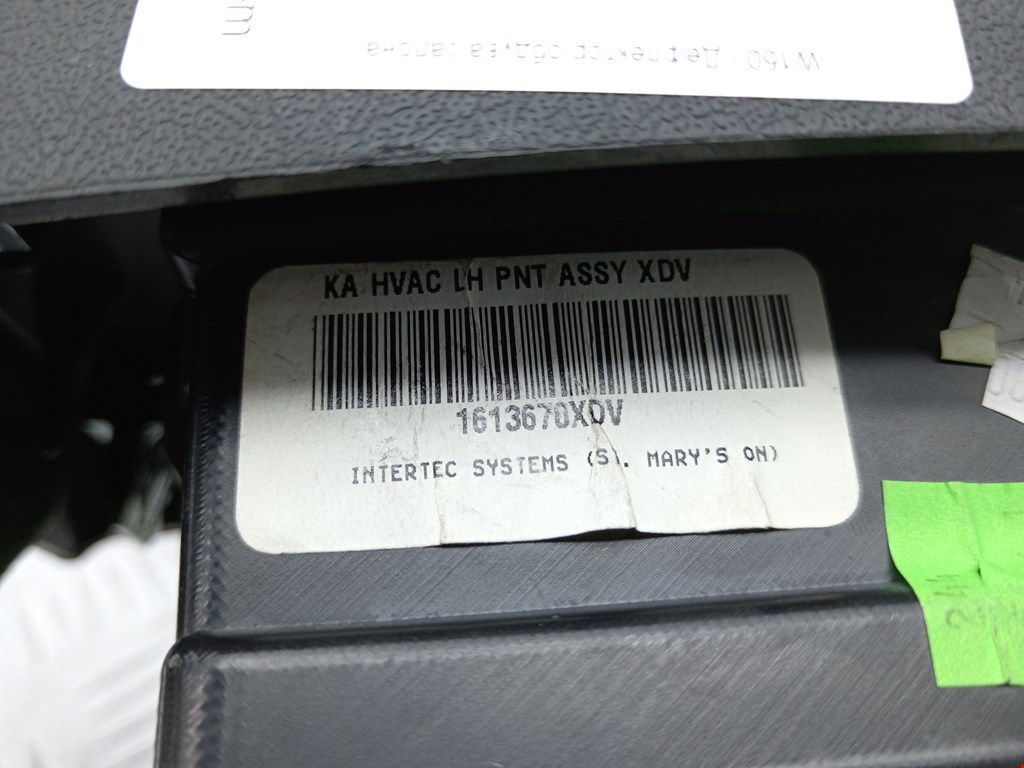 m
W150 - Дефлектор обдува салона
KA HVAC LH PNT ASSY XDV
1613670XDV
INTERTEC SYSTEMS (ST. MARY'S ON)